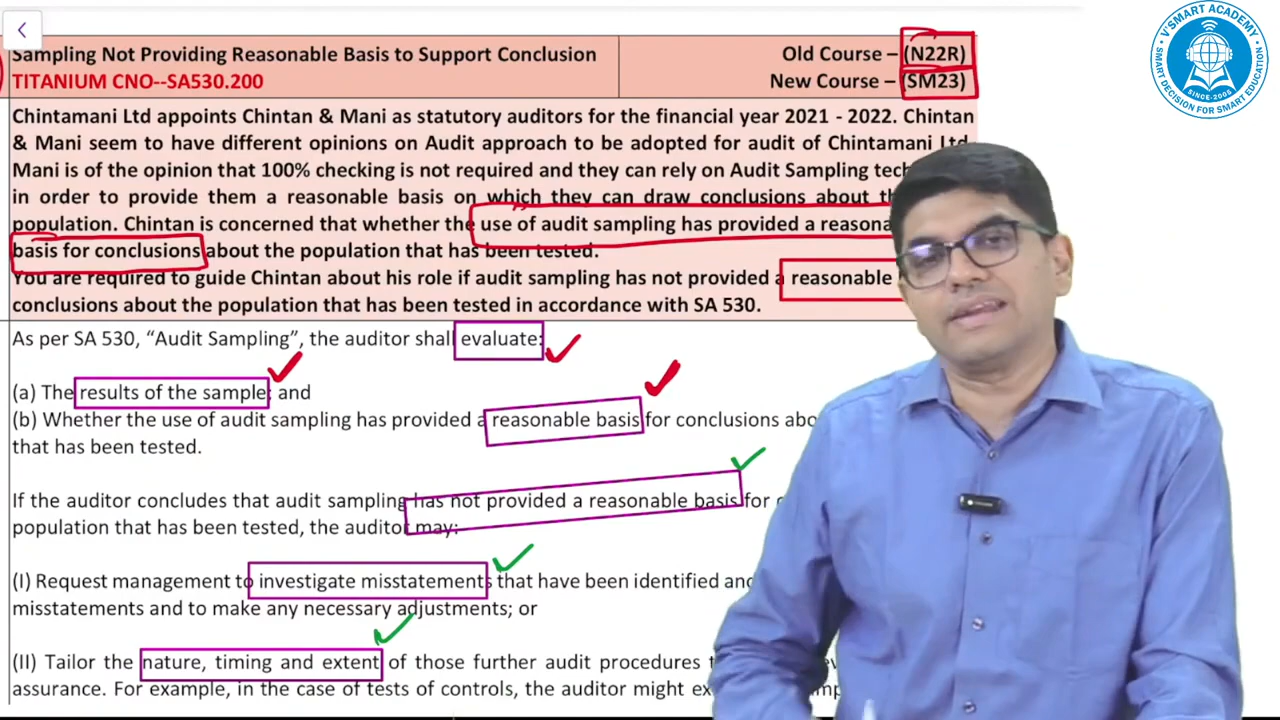 Sampling Not Providing Reasonable Basis to Support Conclusion
Old Course – (N22R)
TITANIUM CNO--SA530.200
New Course – (SM23)
V'SMART ACADEMY
SMART DECISION FOR SMART EDUCATION
SINCE-2005
Chintamani Ltd appoints Chintan & Mani as statutory auditors for the financial year 2021 - 2022. Chintan
& Mani seem to have different opinions on Audit approach to be adopted for audit of Chintamani Ltd.
Mani is of the opinion that 100% checking is not required and they can rely on Audit Sampling
in order to provide them a reasonable basis on which they can draw conclusions about
population. Chintan is concerned that whether the use of audit sampling has provided a
basis for conclusions about the population that has been tested.
You are required to guide Chintan about his role if audit sampling has not provided a reasonable
conclusions about the population that has been tested in accordance with SA 530.
As per SA 530, “Audit Sampling”, the auditor shall evaluate:
(a) The results of the sample; and
(b) Whether the use of audit sampling has provided a reasonable basis for conclusions
that has been tested.
If the auditor concludes that audit sampling has not provided a reasonable basis for
population that has been tested, the auditor may:
(I) Request management to investigate misstatements that have been identified and
misstatements and to make any necessary adjustments; or
(II) Tailor the nature, timing and extent of those further audit procedures
assurance. For example, in the case of tests of controls, the auditor might